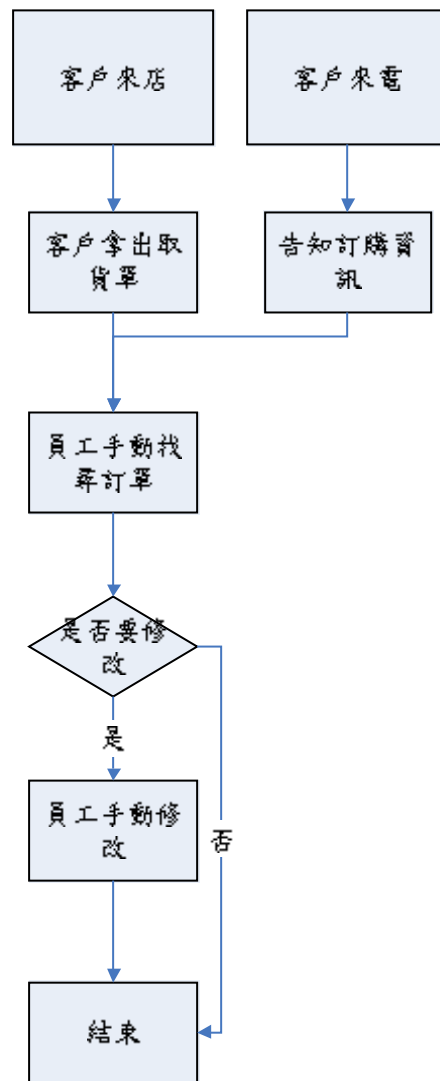 客戶來店
客戶來電
客戶拿出取
貨單
告知訂購資
訊
員工手動找
尋訂單
是否要修
改
是
員工手動修
改
否
結束